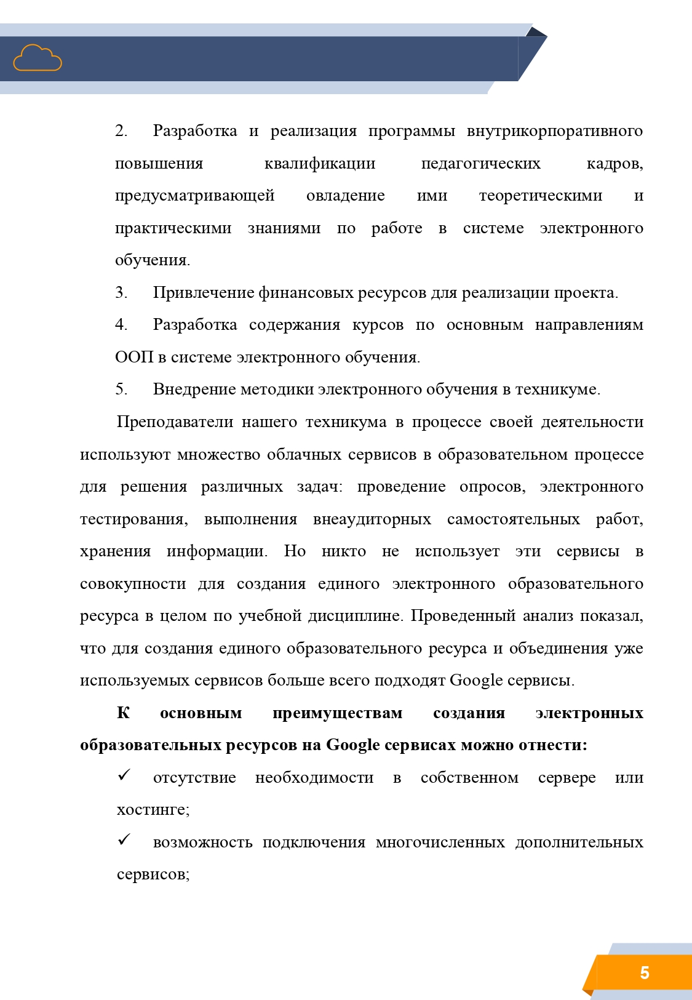 2. Разработка и реализация программы внутрикорпоративного
повышения квалификации педагогических кадров,
предусматривающей овладение ими теоретическими и
практическими знаниями по работе в системе электронного
обучения.
3. Привлечение финансовых ресурсов для реализации проекта.
4. Разработка содержания курсов по основным направлениям
ООП в системе электронного обучения.
5. Внедрение методики электронного обучения в техникуме.
Преподаватели нашего техникума в процессе своей деятельности
используют множество облачных сервисов в образовательном процессе
для решения различных задач: проведение опросов, электронного
тестирования, выполнения внеаудиторных самостоятельных работ,
хранения информации. Но никто не использует эти сервисы в
совокупности для создания единого электронного образовательного
ресурса в целом по учебной дисциплине. Проведенный анализ показал,
что для создания единого образовательного ресурса и объединения уже
используемых сервисов больше всего подходят Google сервисы.
К основным преимуществам создания электронных
образовательных ресурсов на Google сервисах можно отнести:
✓ отсутствие необходимости в собственном сервере или
хостинге;
✓ возможность подключения многочисленных дополнительных
сервисов;
5